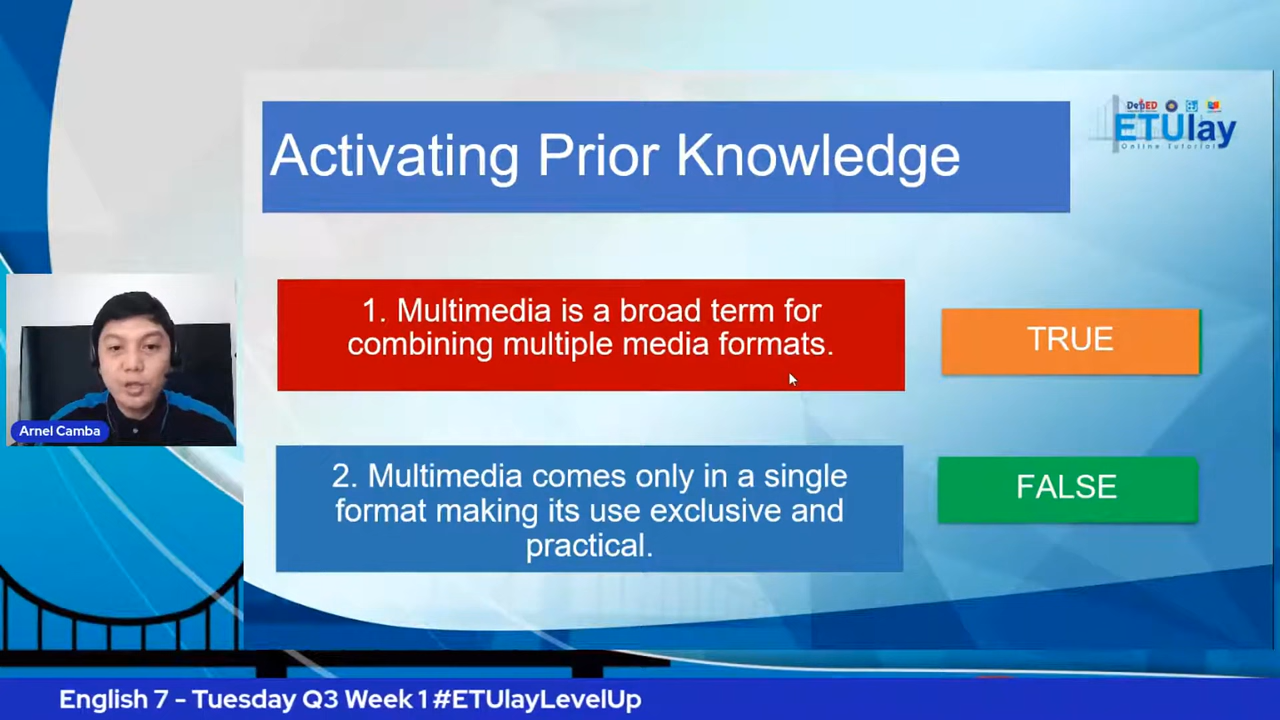 Activating Prior Knowledge
DepED
ETUlay
Online Tutorial
1. Multimedia is a broad term for
combining multiple media formats.
TRUE
2. Multimedia comes only in a single
format making its use exclusive and
practical.
FALSE
Arnel Camba
English 7 - Tuesday Q3 Week 1 #ETUlayLevelUp